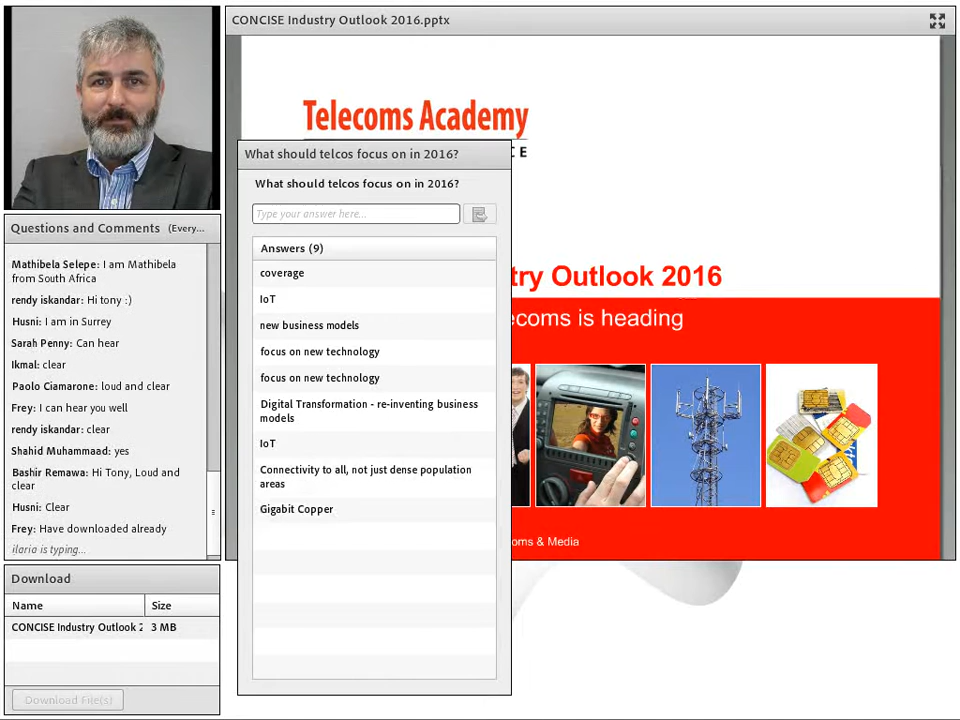 CONCISE Industry Outlook 2016.pptx
Telecoms Academy
CE
What should telcos focus on in 2016?
What should telcos focus on in 2016?
Type your answer here...
Answers (9)
coverage
IoT
new business models
focus on new technology
focus on new technology
Digital Transformation - re-inventing business
models
IoT
Connectivity to all, not just dense population
areas
Gigabit Copper
try Outlook 2016
ecoms is heading
oms & Media
Questions and Comments (Every...
Mathibela Selepe: I am Mathibela
from South Africa
rendy iskandar: Hi tony :)
Husni: I am in Surrey
Sarah Penny: Can hear
Ikmal: clear
Paolo Ciamarone: loud and clear
Frey: I can hear you well
rendy iskandar: clear
Shahid Muhammaad: yes
Bashir Remawa: Hi Tony, Loud and
clear
Husni: Clear
Frey: Have downloaded already
ilaria is typing...
Download
Name Size
CONCISE Industry Outlook 2 3 MB
Download File(s)